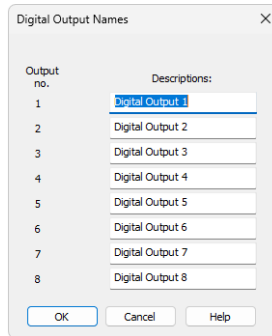 Digital Output Names
Output no. Descriptions:
1 Digital Output 1
2 Digital Output 2
3 Digital Output 3
4 Digital Output 4
5 Digital Output 5
6 Digital Output 6
7 Digital Output 7
8 Digital Output 8
OK Cancel Help